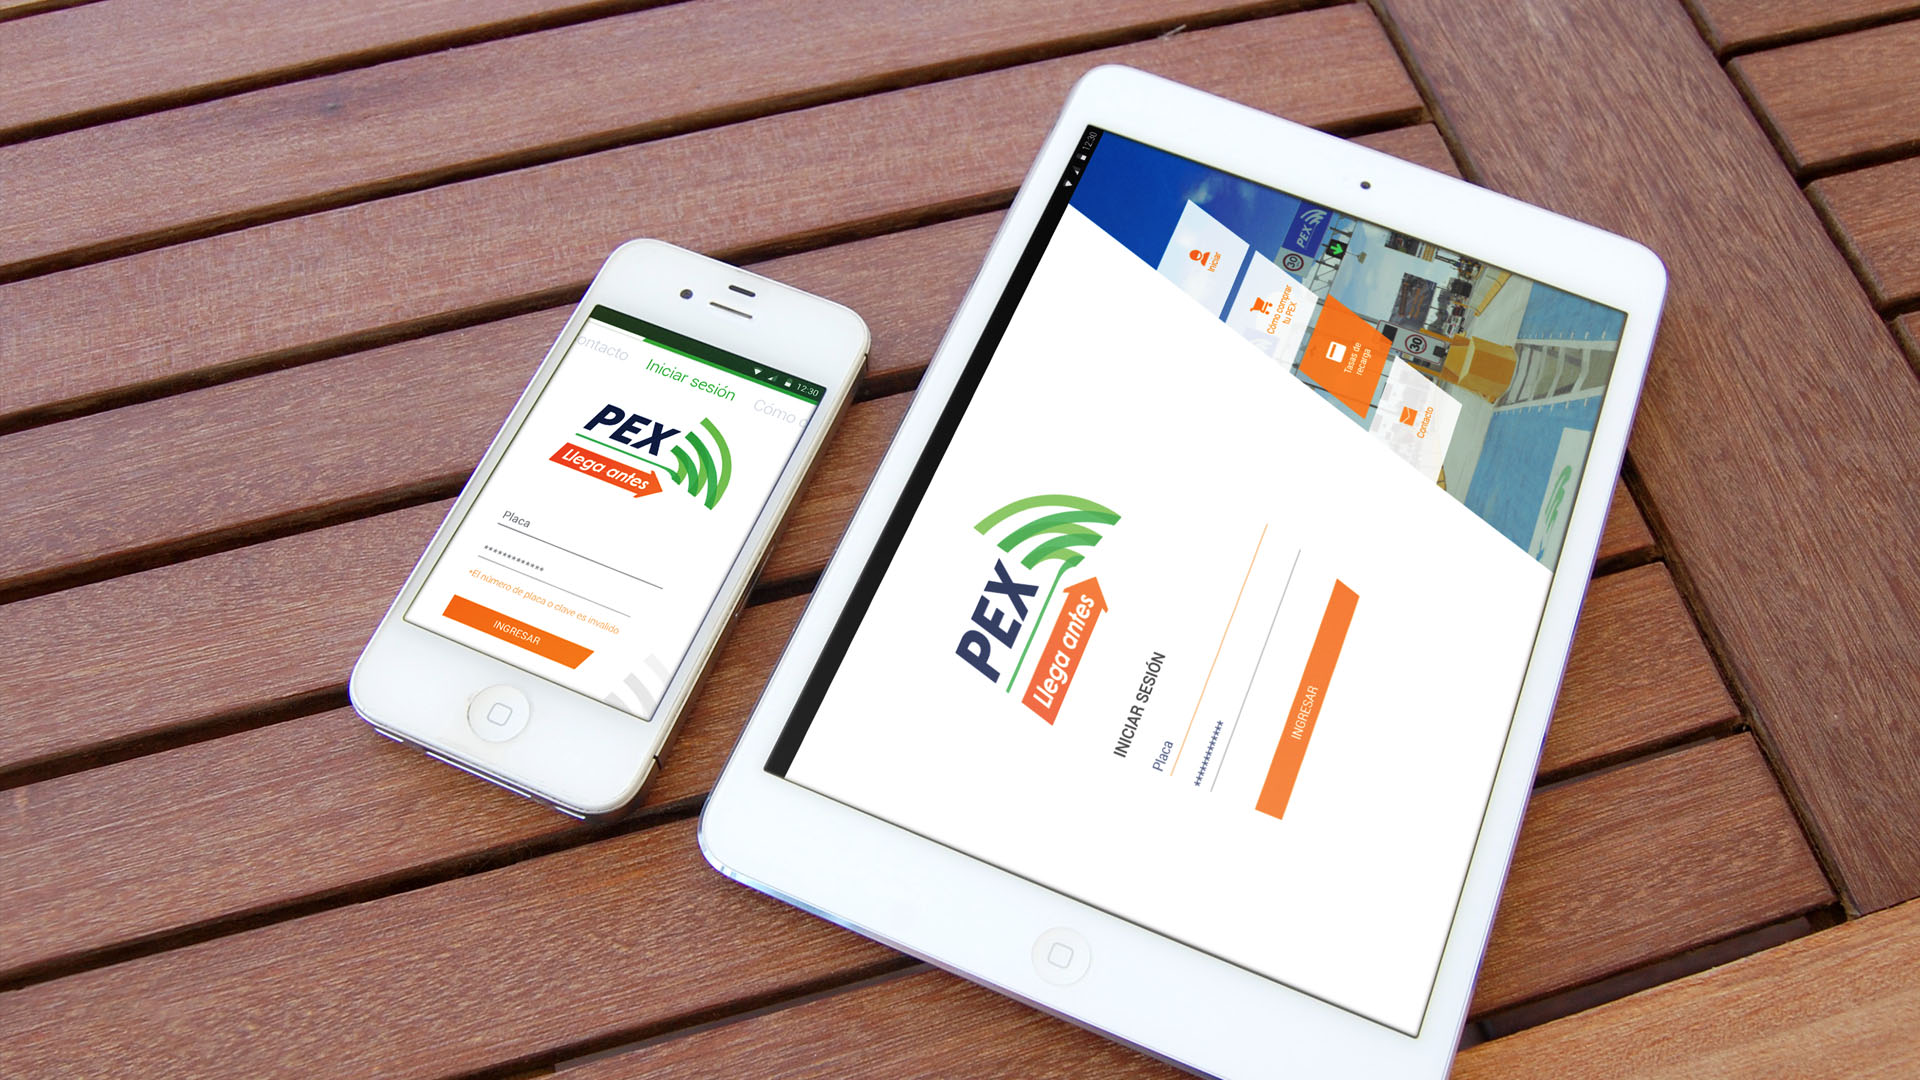 12:30
ontacto
Iniciar sesión
Cómo c
PEX
Llega antes
Placa
*************
*El número de placa o clave es invalido
INGRESAR
12:30
Iniciar
Cómo comprar
tu PEX
Tasas de
recarga
Contacto
PEX
30
30
PEX
Llega antes
INICIAR SESIÓN
Placa
*************
INGRESAR